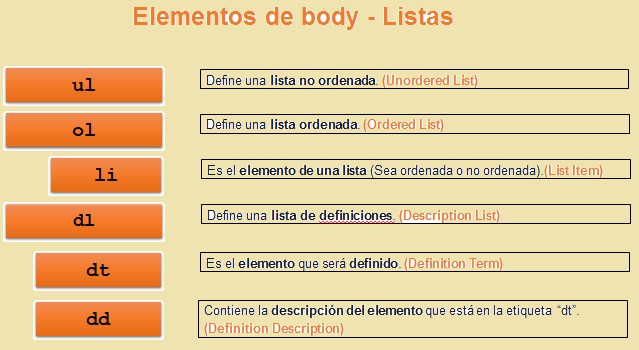 Elementos de body - Listas
ul
Define una lista no ordenada. (Unordered List)
ol
Define una lista ordenada. (Ordered List)
li
Es el elemento de una lista (Sea ordenada o no ordenada).(List Item)
dl
Define una lista de definiciones. (Description List)
dt
Es el elemento que será definido. (Definition Term)
dd
Contiene la descripción del elemento que está en la etiqueta “dt”.
(Definition Description)